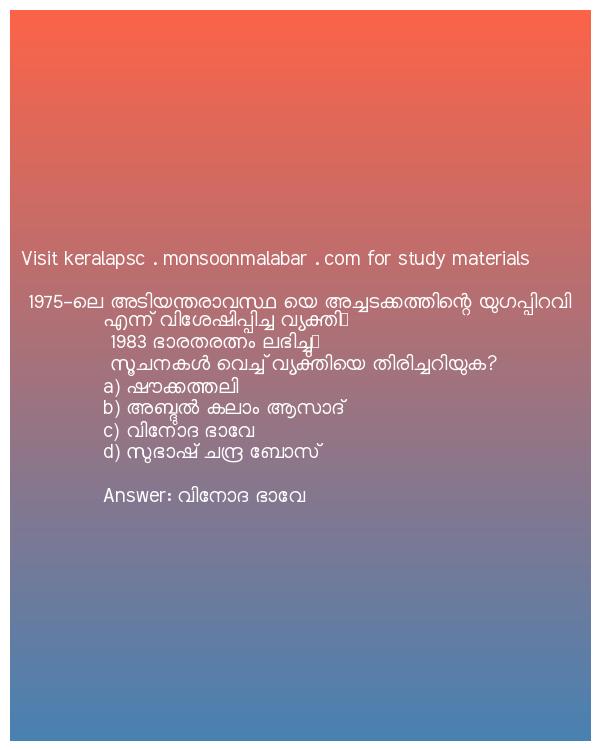 Visit keralapsc . monsoonmalabar . com for study materials
1975-ലെ അടിയന്തരാവസ്ഥ യെ അച്ചടക്കത്തിന്റെ യുഗപ്പിറവി
എന്ന് വിശേഷിപ്പിച്ച വ്യക്തി
1983 ഭാരതരത്നം ലഭിച്ചു
സൂചനകൾ വെച്ച് വ്യക്തിയെ തിരിച്ചറിയുക?
a) ഷൗക്കത്തലി
b) അബ്ദുൽ കലാം ആസാദ്
c) വിനോദ ഭാവേ
d) സുഭാഷ് ചന്ദ്ര ബോസ്
Answer: വിനോദ ഭാവേ